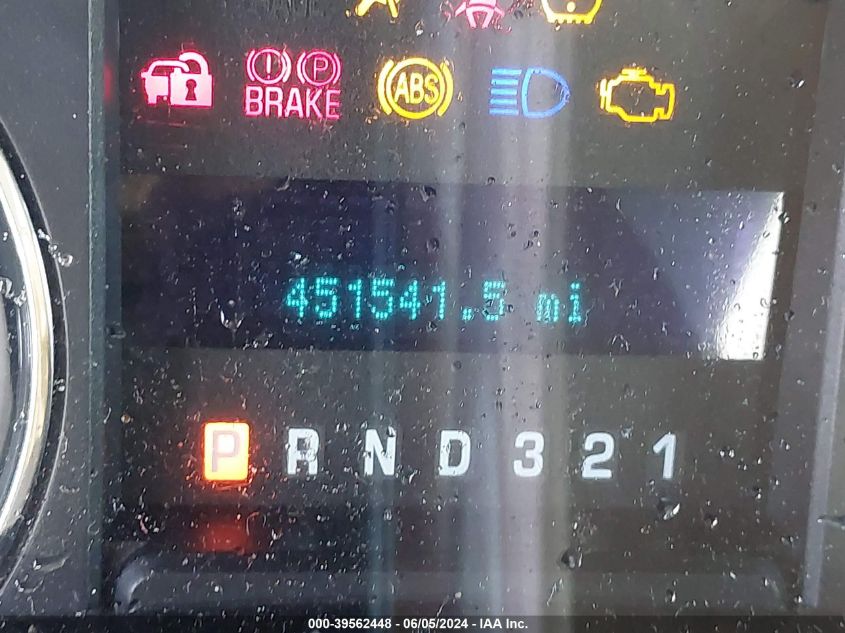 (!) (P)
BRAKE
ABS
451541.5 mi
P R N D 3 2 1
000-39562448 - 06/05/2024 - IAA Inc.